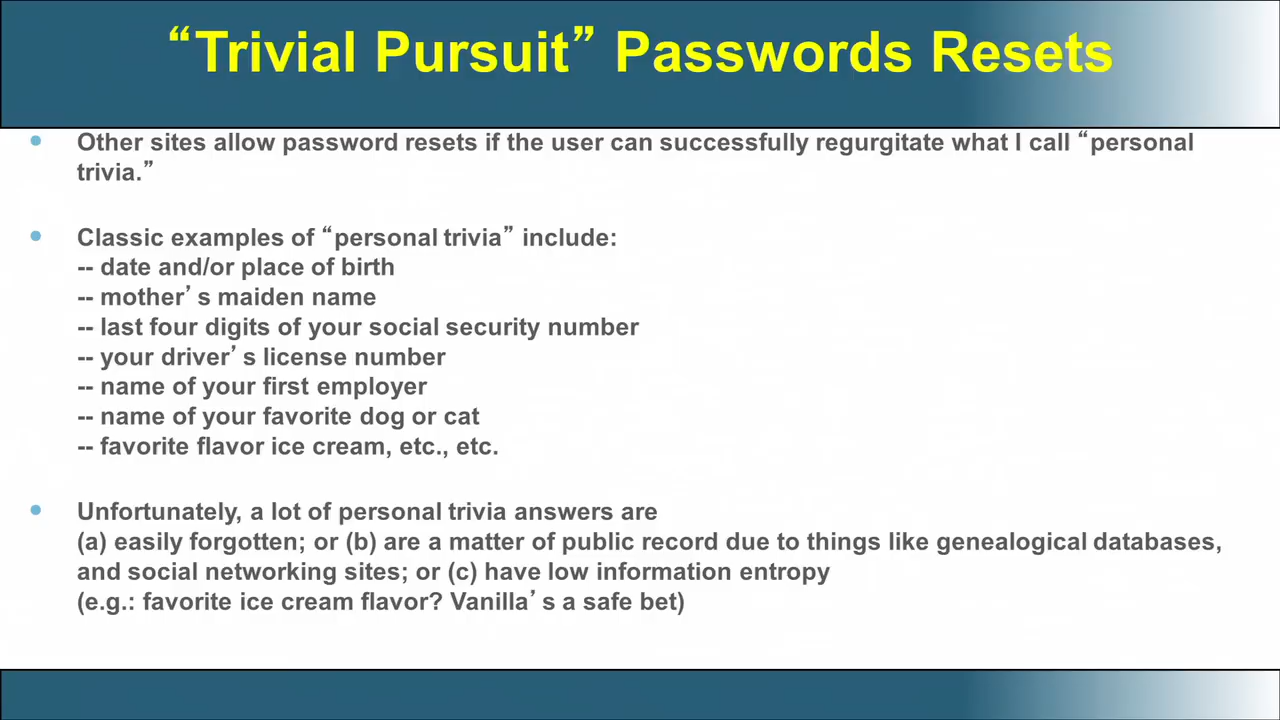 “Trivial Pursuit” Passwords Resets
Other sites allow password resets if the user can successfully regurgitate what I call “personal
trivia.”
Classic examples of “personal trivia” include:
-- date and/or place of birth
-- mother’s maiden name
-- last four digits of your social security number
-- your driver’s license number
-- name of your first employer
-- name of your favorite dog or cat
-- favorite flavor ice cream, etc., etc.
Unfortunately, a lot of personal trivia answers are
(a) easily forgotten; or (b) are a matter of public record due to things like genealogical databases,
and social networking sites; or (c) have low information entropy
(e.g.: favorite ice cream flavor? Vanilla’s a safe bet)